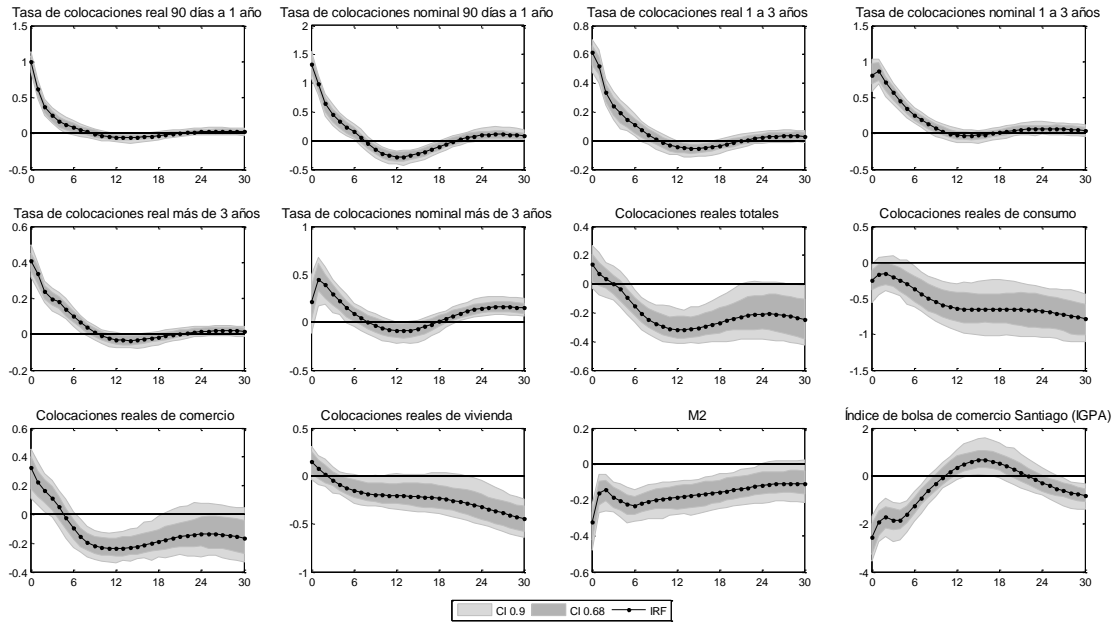 Tasa de colocaciones real 90 días a 1 año
1.5
1
0.5
0
-0.5
0 6 12 18 24 30
Tasa de colocaciones nominal 90 días a 1 año
2
1.5
1
0.5
0
-0.5
0 6 12 18 24 30
Tasa de colocaciones real 1 a 3 años
0.8
0.6
0.4
0.2
0
-0.2
0 6 12 18 24 30
Tasa de colocaciones nominal 1 a 3 años
1.5
1
0.5
0
-0.5
0 6 12 18 24 30
Tasa de colocaciones real más de 3 años
0.6
0.4
0.2
0
-0.2
0 6 12 18 24 30
Tasa de colocaciones nominal más de 3 años
1
0.5
0
-0.5
0 6 12 18 24 30
Colocaciones reales totales
0.4
0.2
0
-0.2
-0.4
-0.6
0 6 12 18 24 30
Colocaciones reales de consumo
0.5
0
-0.5
-1
-1.5
0 6 12 18 24 30
Colocaciones reales de comercio
0.6
0.4
0.2
0
-0.2
-0.4
0 6 12 18 24 30
Colocaciones reales de vivienda
0.5
0
-0.5
-1
0 6 12 18 24 30
M2
0.2
0
-0.2
-0.4
-0.6
0 6 12 18 24 30
Índice de bolsa de comercio Santiago (IGPA)
2
0
-2
-4
0 6 12 18 24 30
CI 0.9 CI 0.68 IRF